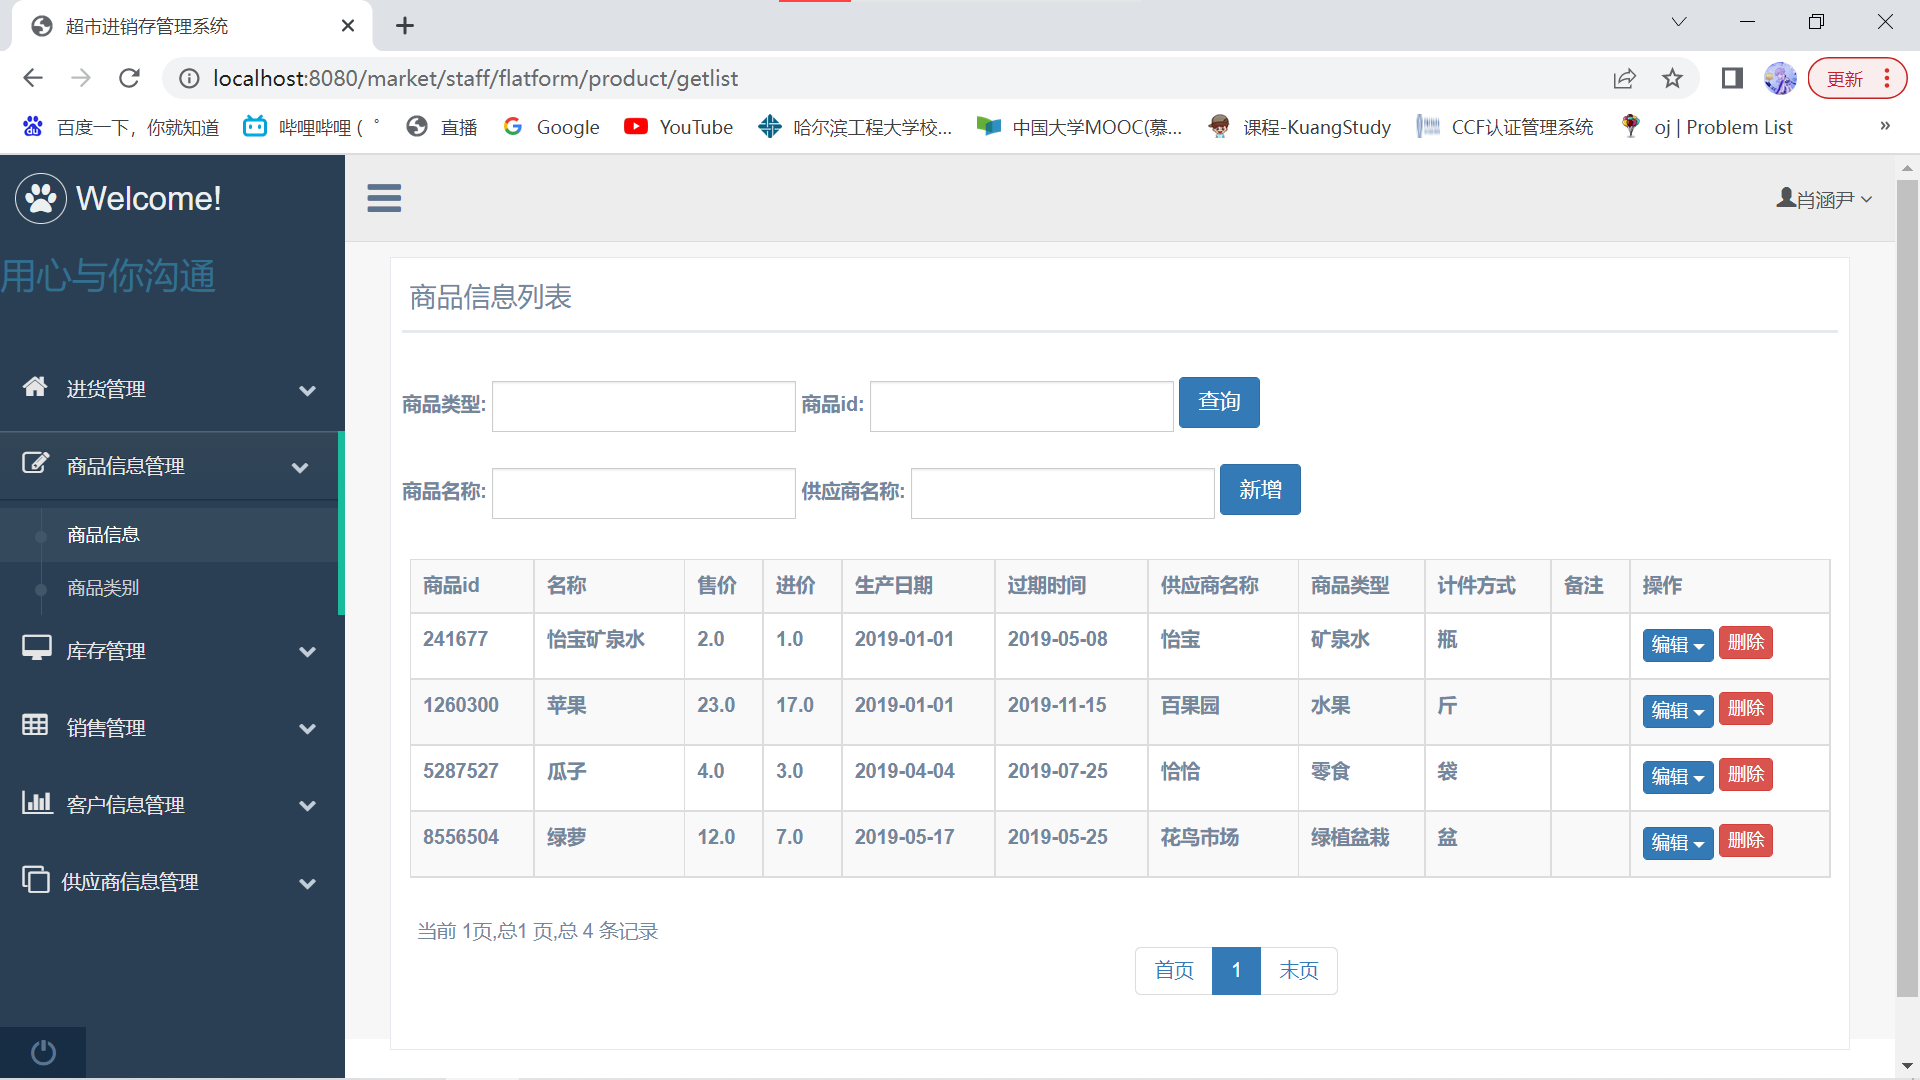 超市进销存管理系统
localhost:8080/market/staff/flatform/product/getlist
更新
百度一下，你就知道
哔哩哔哩 ( ゜
直播
Google
YouTube
哈尔滨工程大学校...
中国大学MOOC(慕...
课程-KuangStudy
CCF认证管理系统
oj | Problem List
»
Welcome!
肖涵尹
用心与你沟通
进货管理
商品信息管理
商品信息
商品类别
库存管理
销售管理
客户信息管理
供应商信息管理
商品信息列表
商品类型: 商品id: 查询
商品名称: 供应商名称: 新增
商品id 名称 售价 进价 生产日期 过期时间 供应商名称 商品类型 计件方式 备注 操作
241677 怡宝矿泉水 2.0 1.0 2019-01-01 2019-05-08 怡宝 矿泉水 瓶 编辑 删除
1260300 苹果 23.0 17.0 2019-01-01 2019-11-15 百果园 水果 斤 编辑 删除
5287527 瓜子 4.0 3.0 2019-04-04 2019-07-25 恰恰 零食 袋 编辑 删除
8556504 绿萝 12.0 7.0 2019-05-17 2019-05-25 花鸟市场 绿植盆栽 盆 编辑 删除
当前 1页,总1 页,总 4 条记录
首页 1 末页